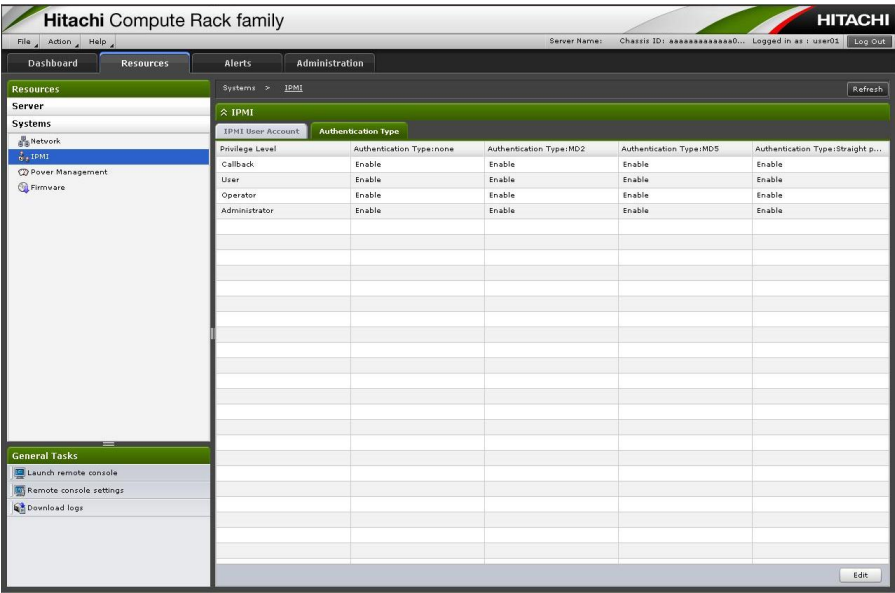 Hitachi Compute Rack family
HITACHI
File Action Help Server Name: Chassis ID: aaaaaaaaaaaaa0... Logged in as : user01 Log Out
Dashboard Resources Alerts Administration
Resources
Server
Systems
Network
IPMI
Power Management
Firmware
Systems > IPMI Refresh
IPMI
IPMI User Account Authentication Type
Privilege Level Authentication Type:none Authentication Type:MD2 Authentication Type:MD5 Authentication Type:Straight p...
Callback Enable Enable Enable Enable
User Enable Enable Enable Enable
Operator Enable Enable Enable Enable
Administrator Enable Enable Enable Enable
General Tasks
Launch remote console
Remote console settings
Download logs
Edit